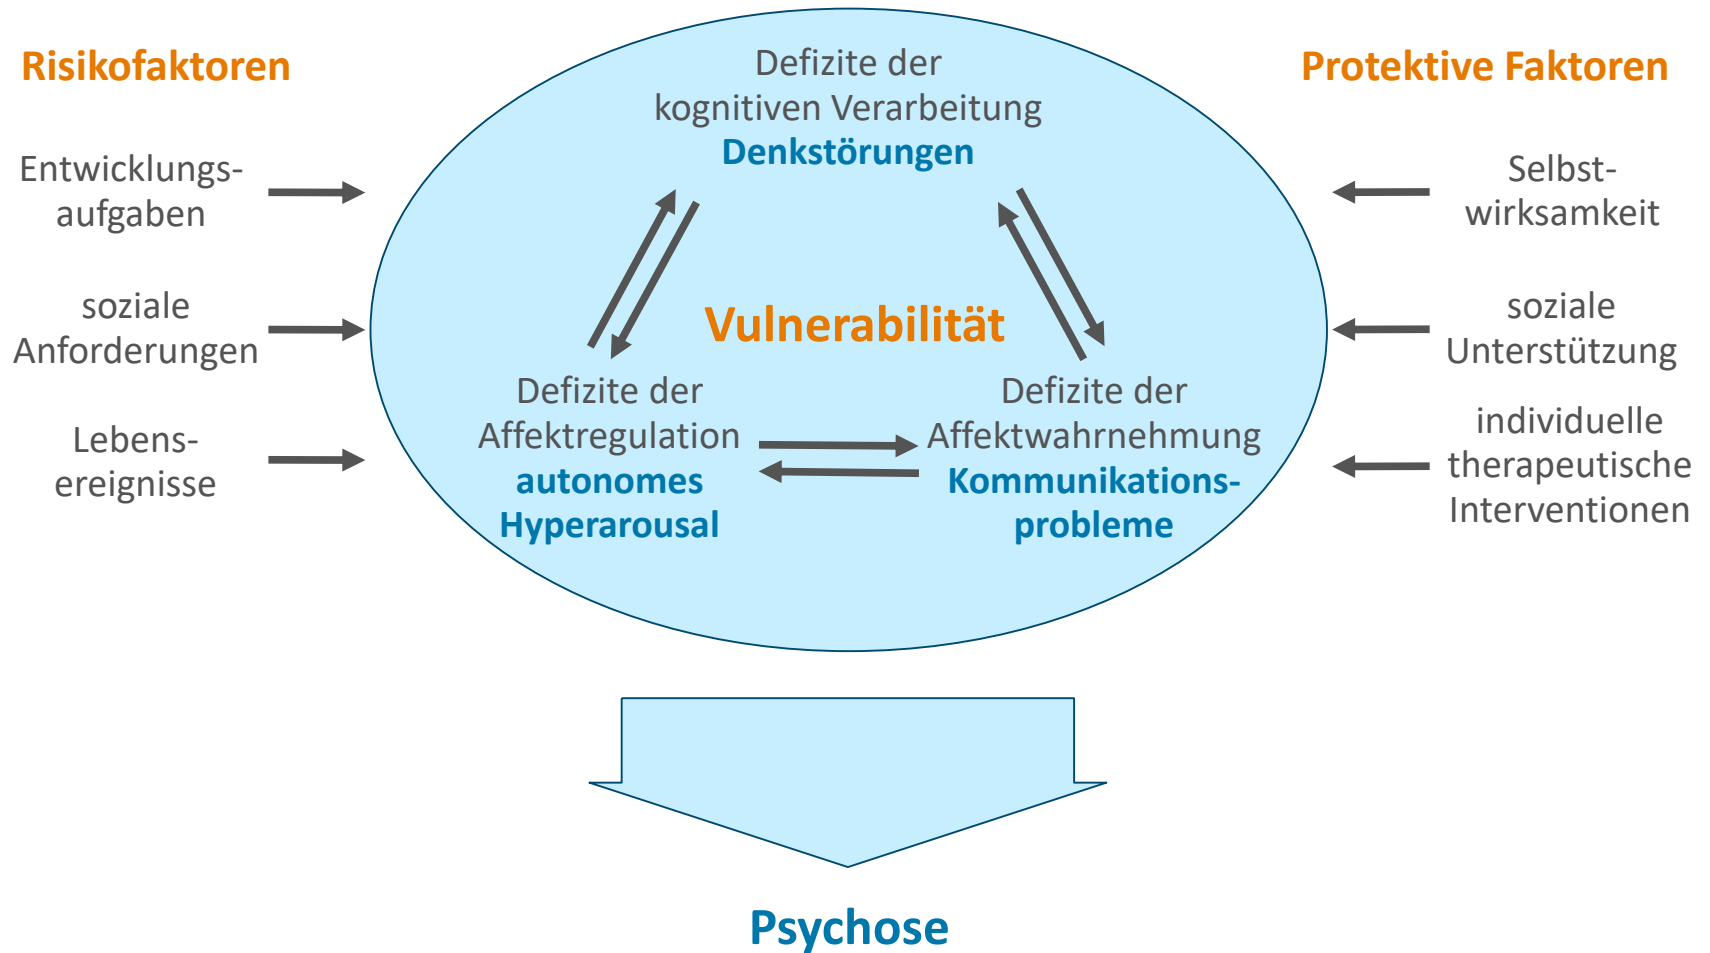 Risikofaktoren
Entwicklungs-
aufgaben
soziale
Anforderungen
Lebens-
ereignisse
Defizite der
kognitiven Verarbeitung
Denkstörungen
Vulnerabilität
Defizite der
Affektregulation
autonomes
Hyperarousal
Defizite der
Affektwahrnehmung
Kommunikations-
probleme
Protektive Faktoren
Selbst-
wirksamkeit
soziale
Unterstützung
individuelle
therapeutische
Interventionen
Psychose